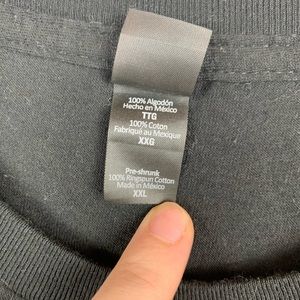 100% Algodón
Hecho en México
TTG
100% Coton
Fabriqué au Mexique
XXG
Pre-shrunk
100% Ringspun Cotton
Made in México
XXL